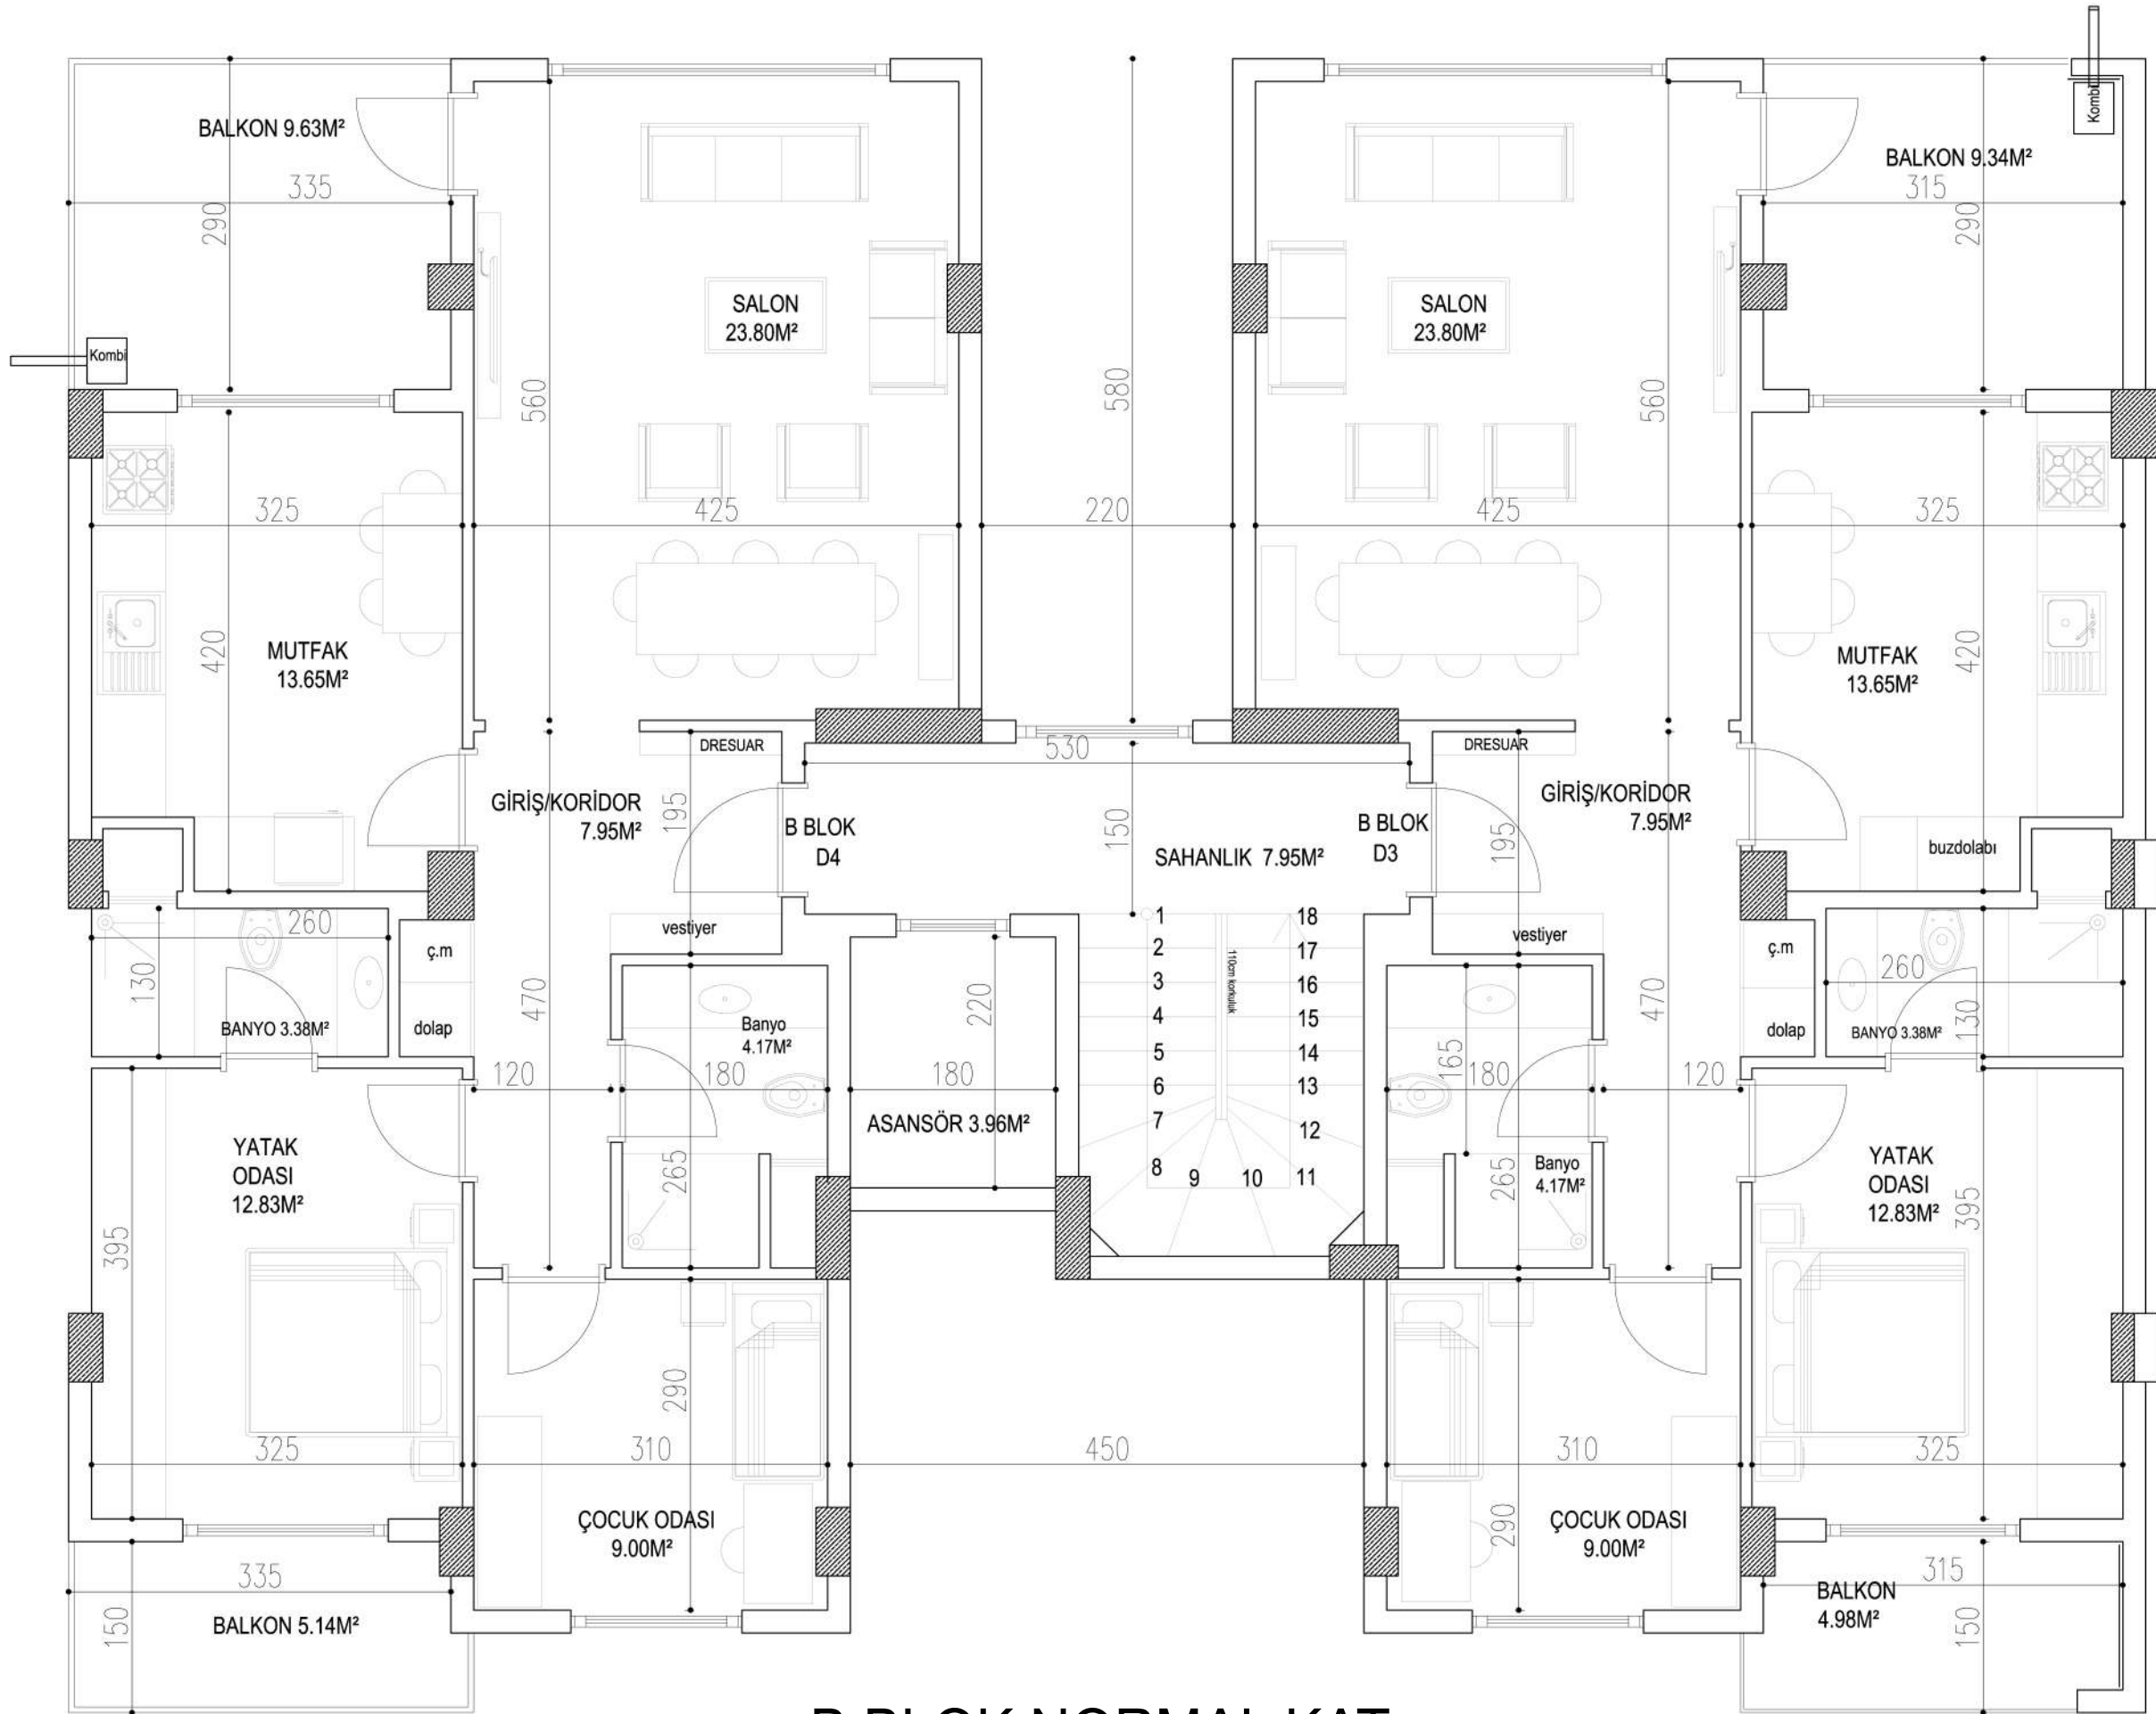 BALKON 9.63M²
335
290
Kombi
SALON
23.80M²
560
425
580
220
SALON
23.80M²
560
425
Kombi
BALKON 9.34M²
315
290
325
420
MUTFAK
13.65M²
325
420
MUTFAK
13.65M²
DRESUAR
530
DRESUAR
GİRİŞ/KORİDOR
7.95M²
195
B BLOK
D4
150
SAHANLIK 7.95M²
B BLOK
D3
195
GİRİŞ/KORİDOR
7.95M²
buzdolabı
260
130
BANYO 3.38M²
ç.m
dolap
vestiyer
470
120
Banyo
4.17M²
180
265
220
180
ASANSÖR 3.96M²
1
2
3
4
5
6
7
8
9
10
11
12
13
14
15
16
17
18
110cm korkuluk
vestiyer
165
180
Banyo
4.17M²
265
470
120
ç.m
dolap
260
130
BANYO 3.38M²
YATAK
ODASI
12.83M²
395
325
YATAK
ODASI
12.83M²
395
325
290
310
ÇOCUK ODASI
9.00M²
450
310
290
ÇOCUK ODASI
9.00M²
335
150
BALKON 5.14M²
315
BALKON
4.98M²
150
B BLOK NORMAL KAT